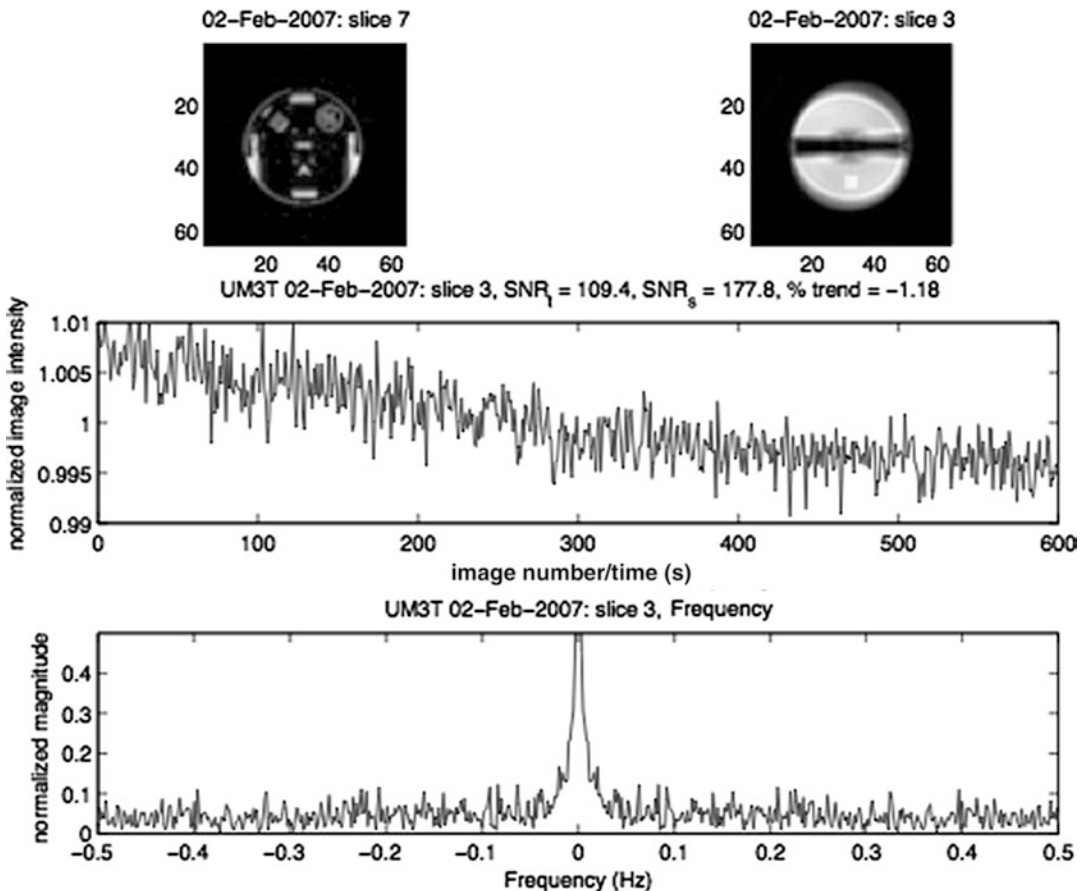 02-Feb-2007: slice 7
02-Feb-2007: slice 3
20
40
60
20 40 60
20
40
60
20 40 60
UM3T 02-Feb-2007: slice 3, SNR_t = 109.4, SNR_s = 177.8, % trend = -1.18
normalized image intensity
1.01
1.005
1
0.995
0.99
0 100 200 300 400 500 600
image number/time (s)
UM3T 02-Feb-2007: slice 3, Frequency
normalized magnitude
0.4
0.3
0.2
0.1
0
-0.5 -0.4 -0.3 -0.2 -0.1 0 0.1 0.2 0.3 0.4 0.5
Frequency (Hz)